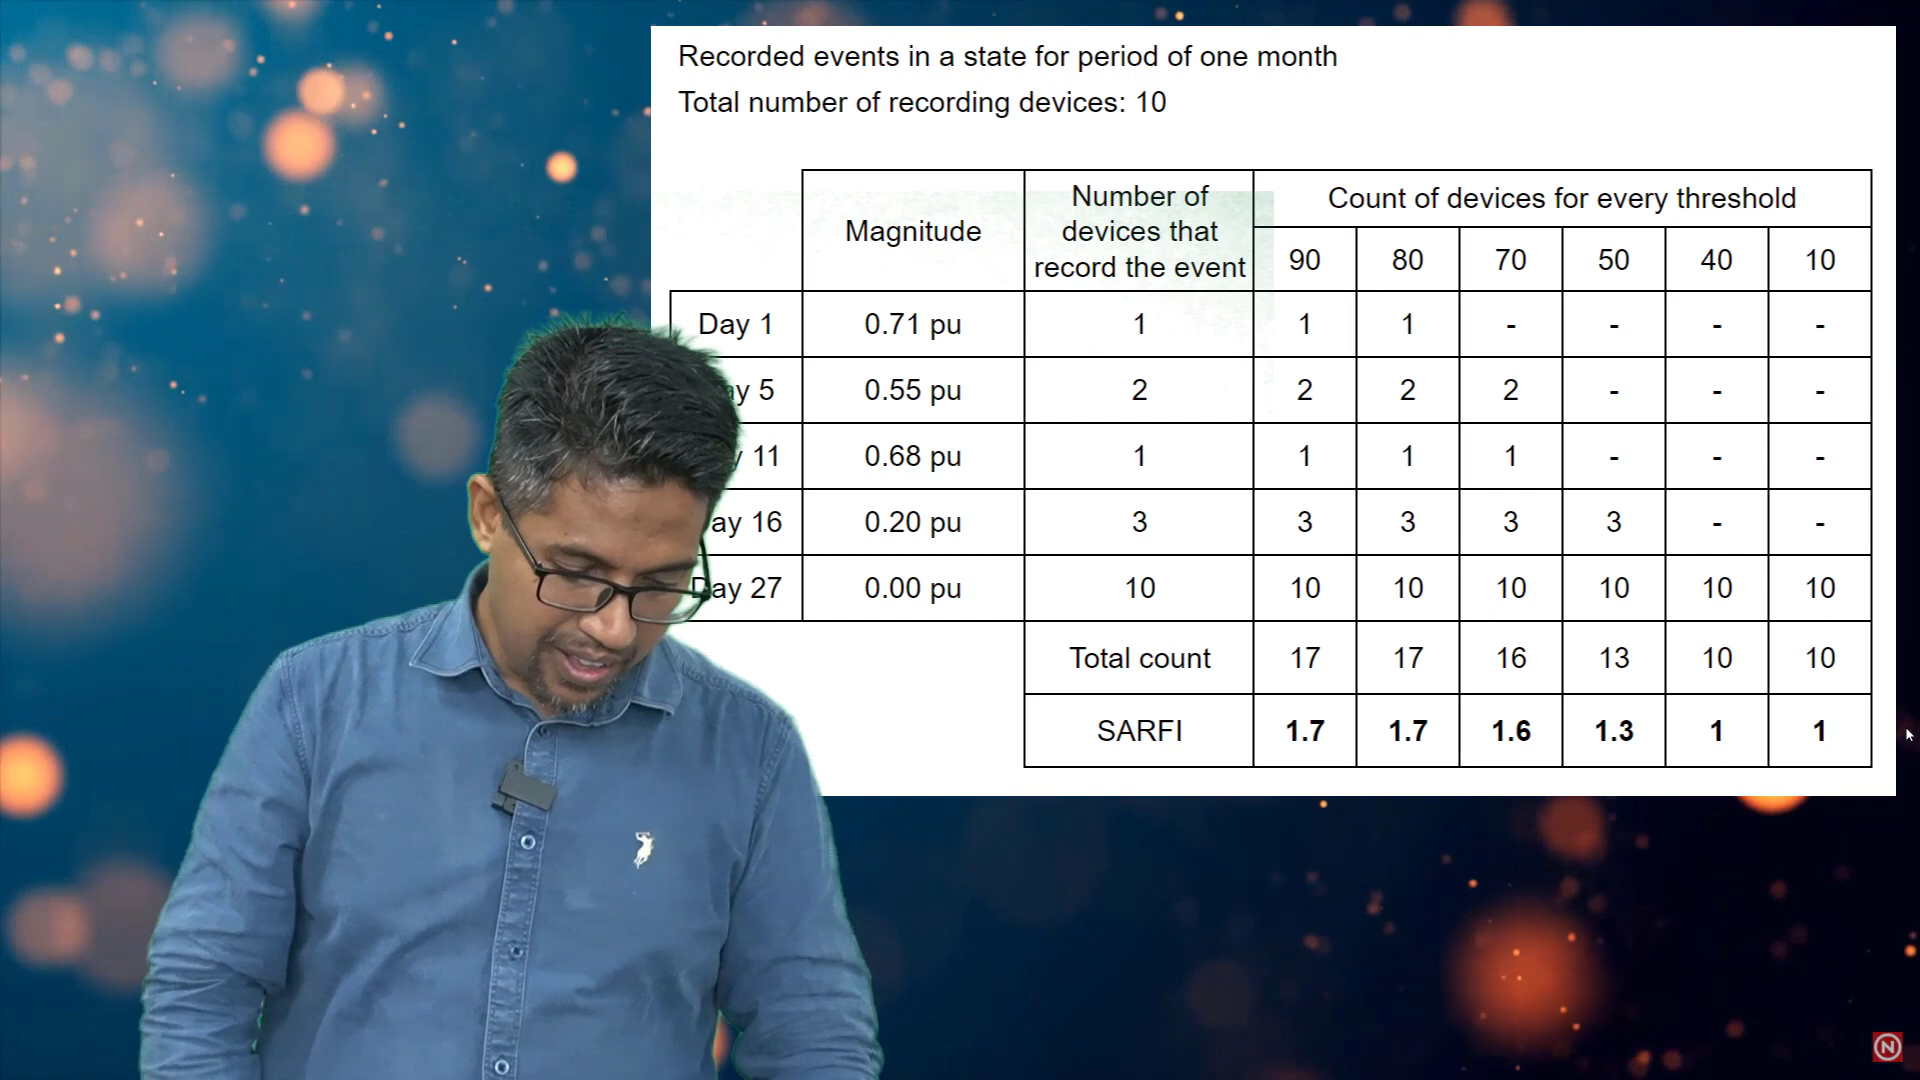 Recorded events in a state for period of one month
Total number of recording devices: 10
Magnitude
Number of
devices that
record the event
Count of devices for every threshold
90 80 70 50 40 10
Day 1 0.71 pu 1 1 1 - - - -
5 0.55 pu 2 2 2 2 - - -
11 0.68 pu 1 1 1 1 - - -
16 0.20 pu 3 3 3 3 3 - -
Day 27 0.00 pu 10 10 10 10 10 10 10
Total count 17 17 16 13 10 10
SARFI 1.7 1.7 1.6 1.3 1 1
N